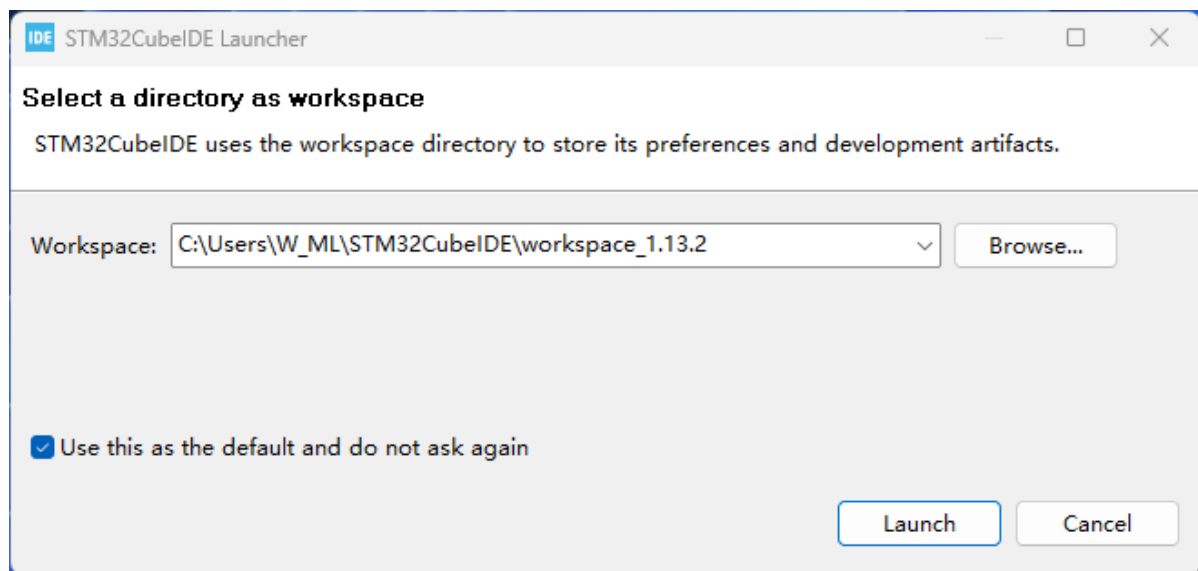 IDE STM32CubeIDE Launcher
Select a directory as workspace
STM32CubeIDE uses the workspace directory to store its preferences and development artifacts.
Workspace: C:\Users\W_ML\STM32CubeIDE\workspace_1.13.2 Browse...
Use this as the default and do not ask again
Launch Cancel